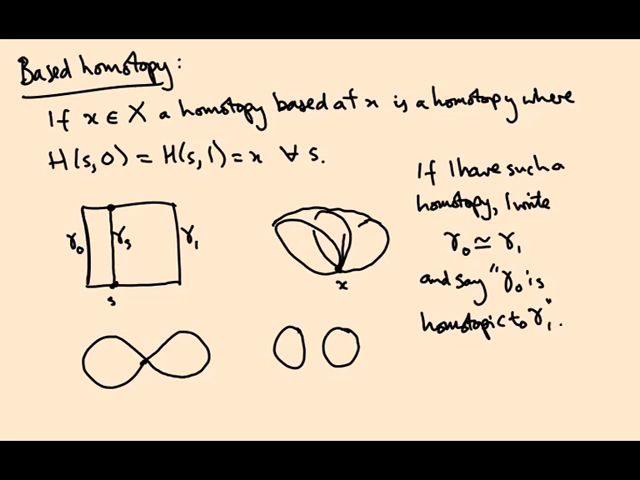 Based homotopy:
If x ∈ X a homotopy based at x is a homotopy where
H(s,0) = H(s,1) = x ∀ s.
If I have such a
homotopy, I write
γ₀ ≃ γ₁
and say "γ₀ is
homotopic to γ₁".
γ₀ γₛ γ₁
s
x